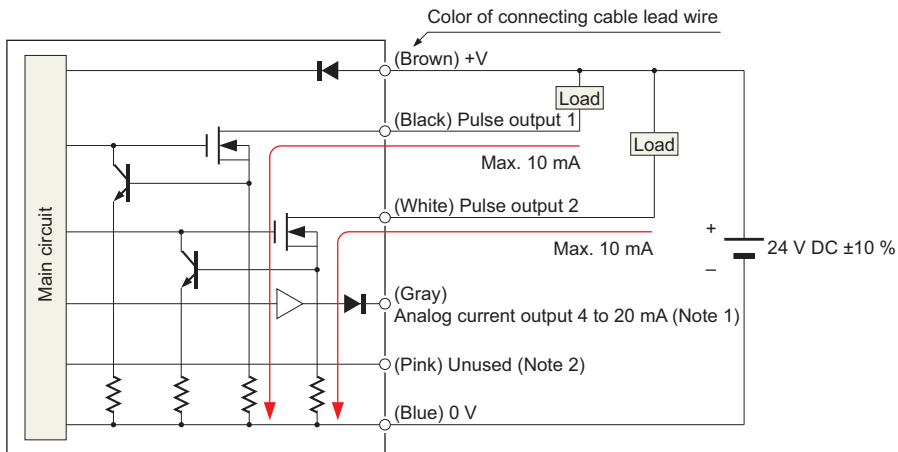 Color of connecting cable lead wire
(Brown) +V
Load
(Black) Pulse output 1
Load
Max. 10 mA
(White) Pulse output 2
Max. 10 mA
+
–
24 V DC ±10 %
Main circuit
(Gray)
Analog current output 4 to 20 mA (Note 1)
(Pink) Unused (Note 2)
(Blue) 0 V